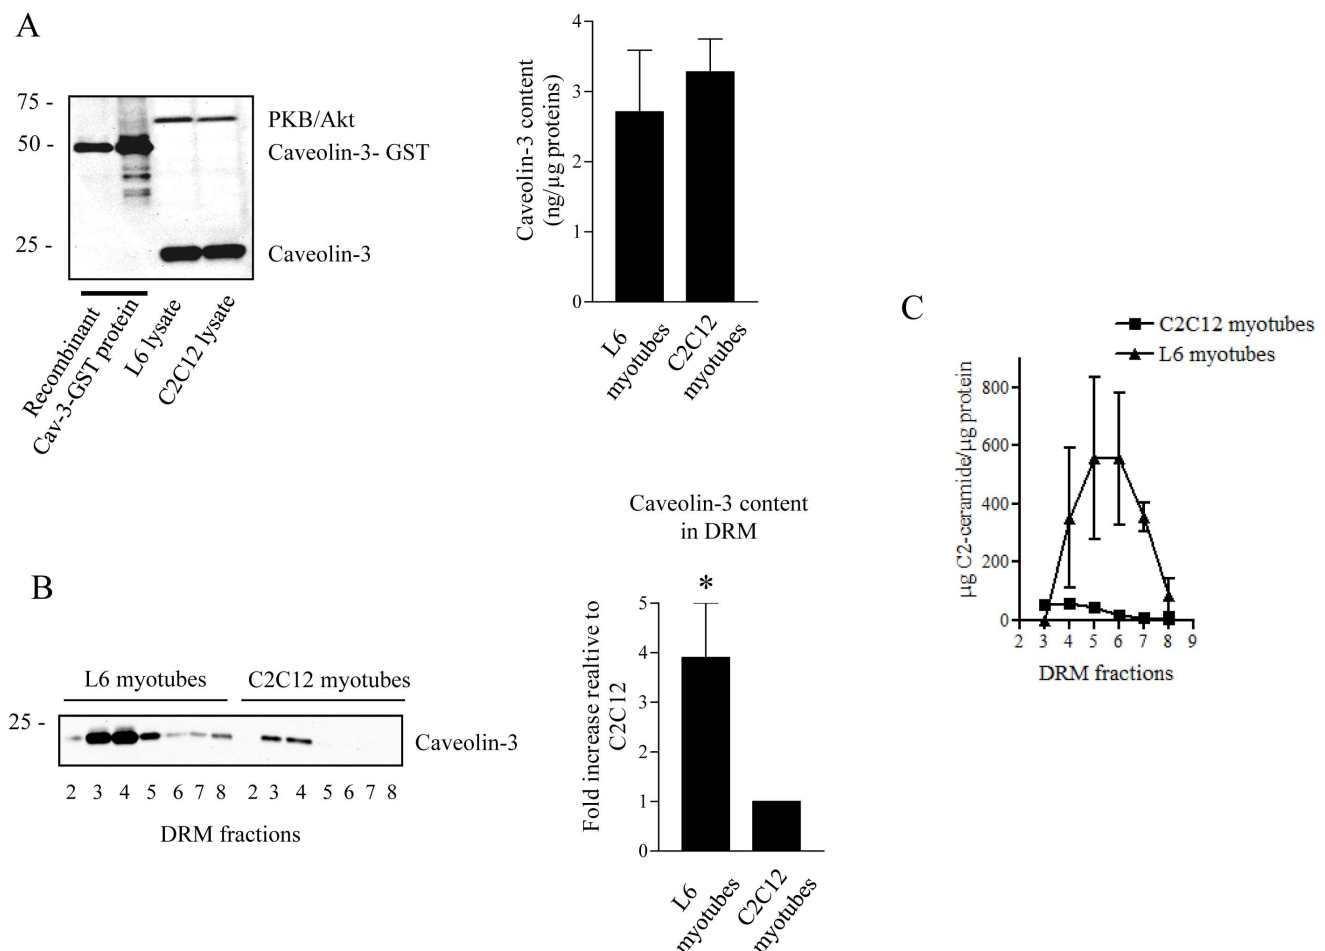 A
75 -
50 -
25 -
PKB/Akt
Caveolin-3- GST
Caveolin-3
Recombinant
Cav-3-GST protein
L6 lysate
C2C12 lysate
Caveolin-3 content
(ng/µg proteins)
4
3
2
1
0
L6
myotubes
C2C12
myotubes
C
C2C12 myotubes
L6 myotubes
µg C2-ceramide/µg protein
800
600
400
200
0
2 3 4 5 6 7 8 9
DRM fractions
B
L6 myotubes C2C12 myotubes
25 -
Caveolin-3
2 3 4 5 6 7 8 2 3 4 5 6 7 8
DRM fractions
Caveolin-3 content
in DRM
*
Fold increase realtive to
C2C12
5
4
3
2
1
0
L6
myotubes
C2C12
myotubes